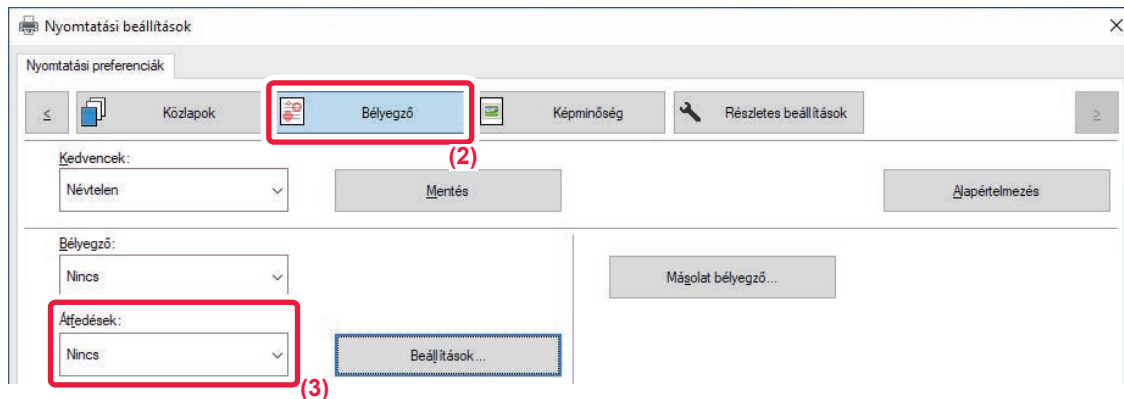 Nyomtatási beállítások
Nyomtatási preferenciák
< Közlapok Bélyegző Képminőség Részletes beállítások >
(2)
Kedvencek:
Névtelen Mentés Alapértelmezés
Bélyegző:
Nincs Másolat bélyegző...
Átfedések:
Nincs Beállítások...
(3)